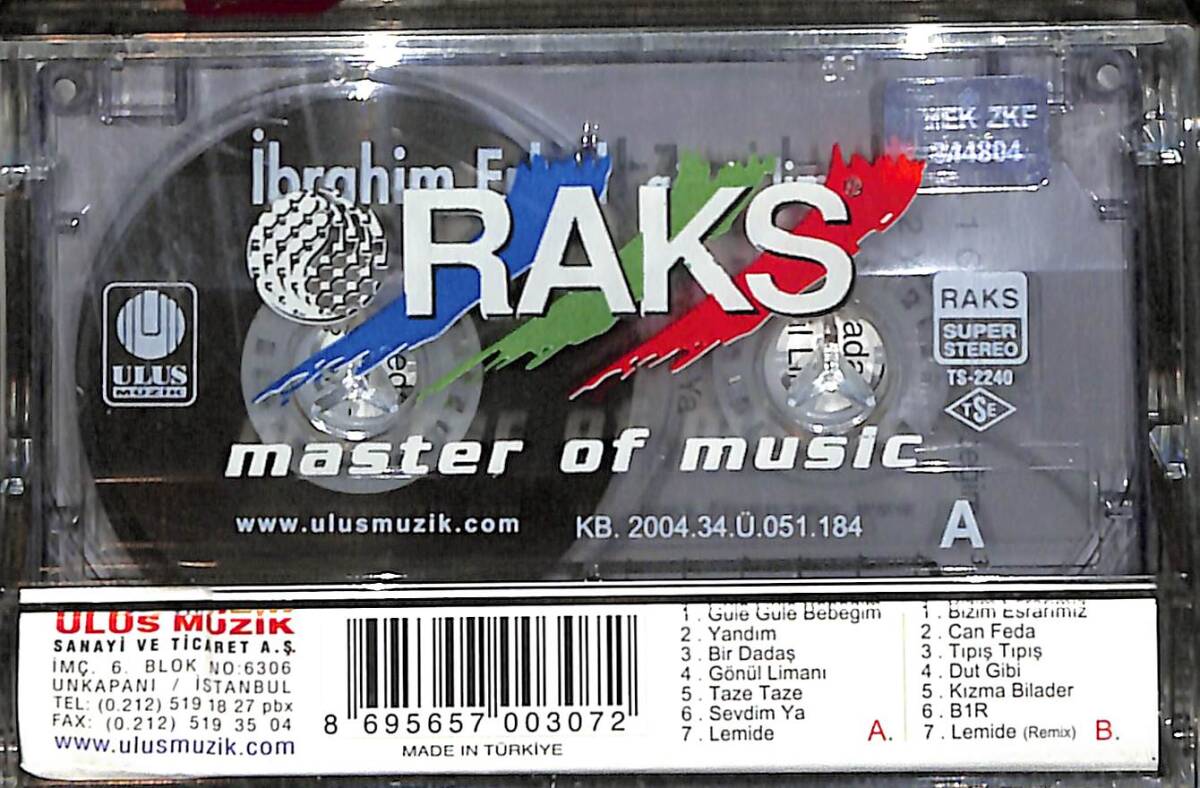 İbrahim
RAKS
844804
ULUS
MÜZİK
RAKS
SUPER
STEREO
TS-2240
TSE
master of music
www.ulusmuzik.com
KB. 2004.34.Ü.051.184
A
ULUS MÜZİK
SANAYİ VE TİCARET A.Ş.
İMÇ. 6. BLOK NO:6306
UNKAPANI / İSTANBUL
TEL: (0.212) 519 18 27 pbx
FAX: (0.212) 519 35 04
www.ulusmuzik.com
8 695657 003072
MADE IN TÜRKİYE
1 . Güle Güle Bebeğim
2 . Yandım
3 . Bir Dadaş
4 . Gönül Limanı
5 . Taze Taze
6 . Sevdim Ya
7 . Lemide
A.
1 . Bizim Esrarımız
2 . Can Feda
3 . Tıpış Tıpış
4 . Dut Gibi
5 . Kızma Bilader
6 . B1R
7 . Lemide (Remix)
B.